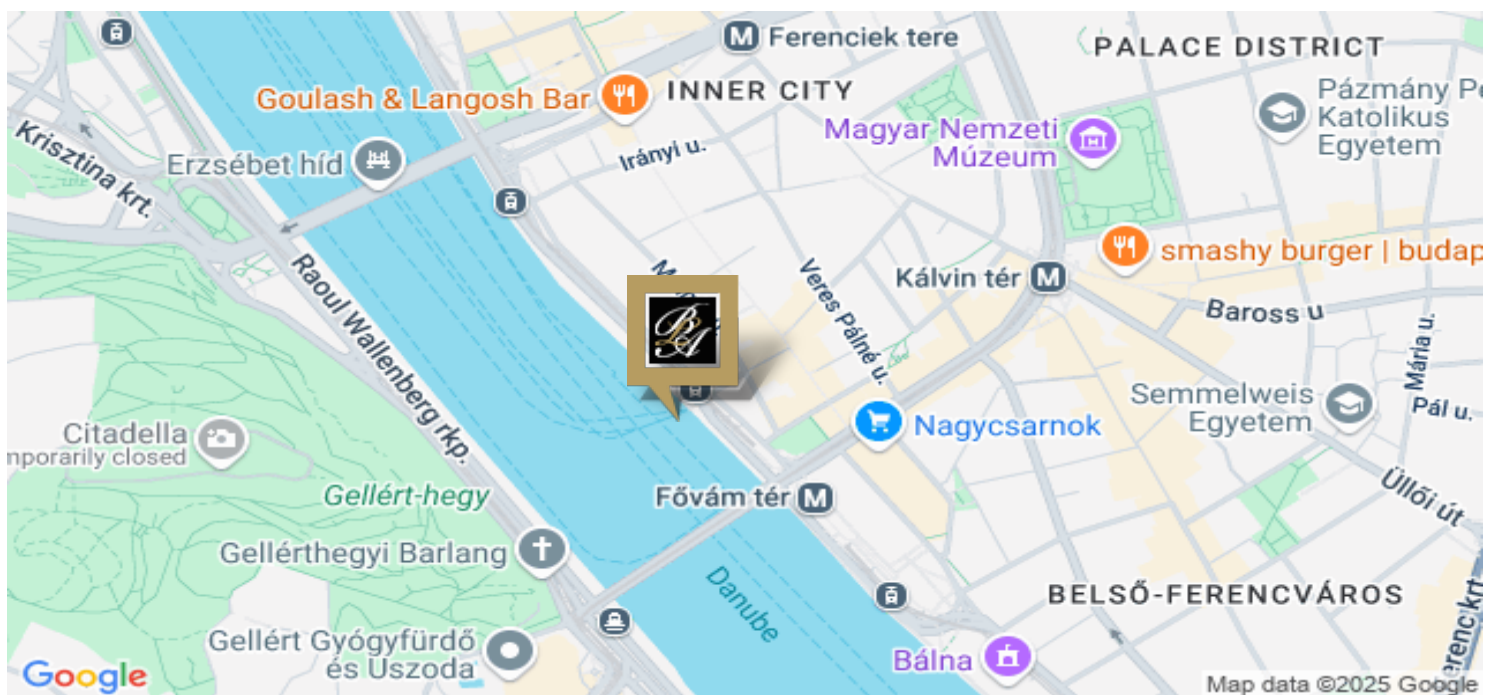 Ferenciek tere
PALACE DISTRICT
Goulash & Langosh Bar
INNER CITY
Pázmány
Katolikus
Egyetem
Magyar Nemzeti
Múzeum
Krisztina krt.
Erzsébet híd
Irányi u.
smashy burger | budap
Kálvin tér
Baross u
Raoul Wallenberg rkp.
Veres Pálné u.
Mária u.
Semmelweis
Egyetem
Pál u.
Citadella
mporarily closed
Nagycsarnok
Gellért-hegy
Fővám tér
Üllői út
Gellérthegyi Barlang
Danube
BELSŐ-FERENCVÁROS
Gellért Gyógyfürdő
és Uszoda
Bálna
erenc krt
Google
Map data ©2025 Google